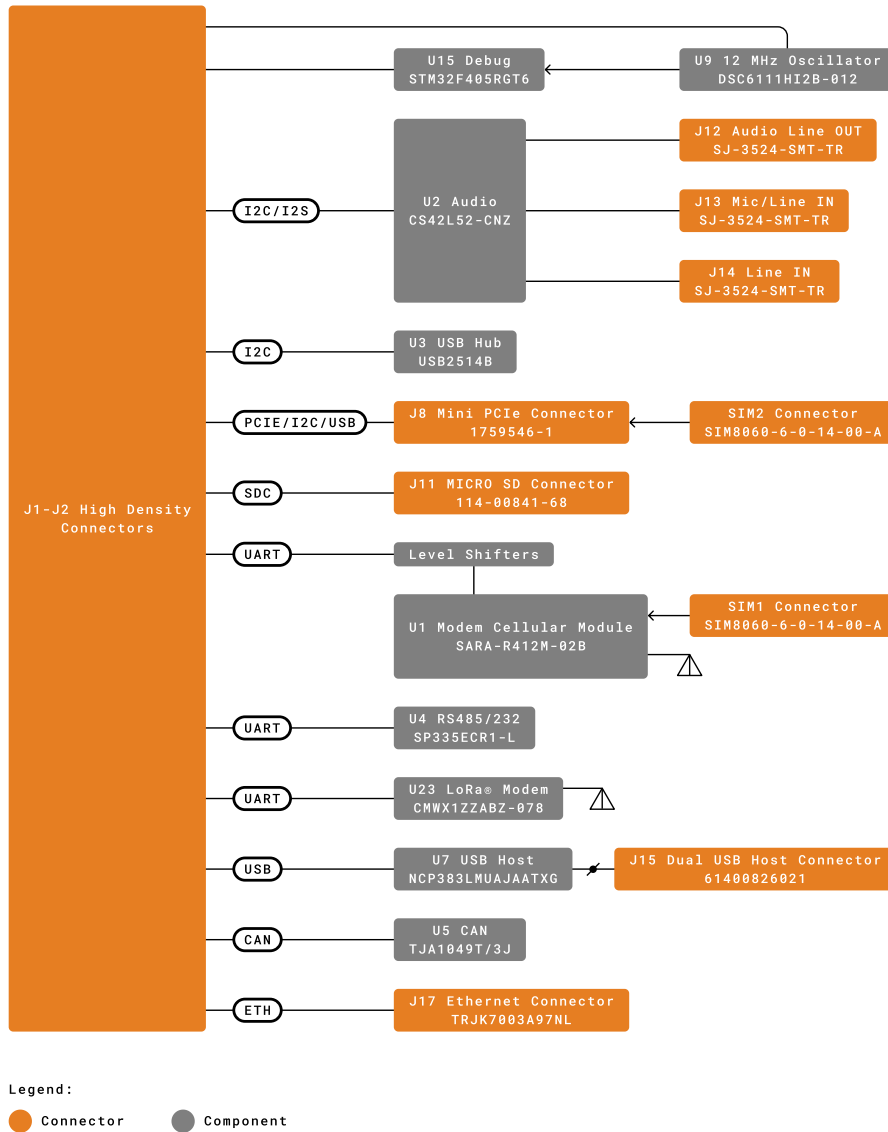 U15 Debug
STM32F405RGT6
U9 12 MHz Oscillator
DSC6111HI2B-012
J12 Audio Line OUT
SJ-3524-SMT-TR
I2C/I2S
U2 Audio
CS42L52-CNZ
J13 Mic/Line IN
SJ-3524-SMT-TR
J14 Line IN
SJ-3524-SMT-TR
I2C
U3 USB Hub
USB2514B
PCIE/I2C/USB
J8 Mini PCIe Connector
1759546-1
SIM2 Connector
SIM8060-6-0-14-00-A
SDC
J11 MICRO SD Connector
114-00841-68
J1-J2 High Density
Connectors
UART
Level Shifters
U1 Modem Cellular Module
SARA-R412M-02B
SIM1 Connector
SIM8060-6-0-14-00-A
UART
U4 RS485/232
SP335ECR1-L
UART
U23 LoRa® Modem
CMWX1ZZABZ-078
USB
U7 USB Host
NCP383LMUAJAATXG
J15 Dual USB Host Connector
61400826021
CAN
U5 CAN
TJA1049T/3J
ETH
J17 Ethernet Connector
TRJK7003A97NL
Legend:
Connector
Component